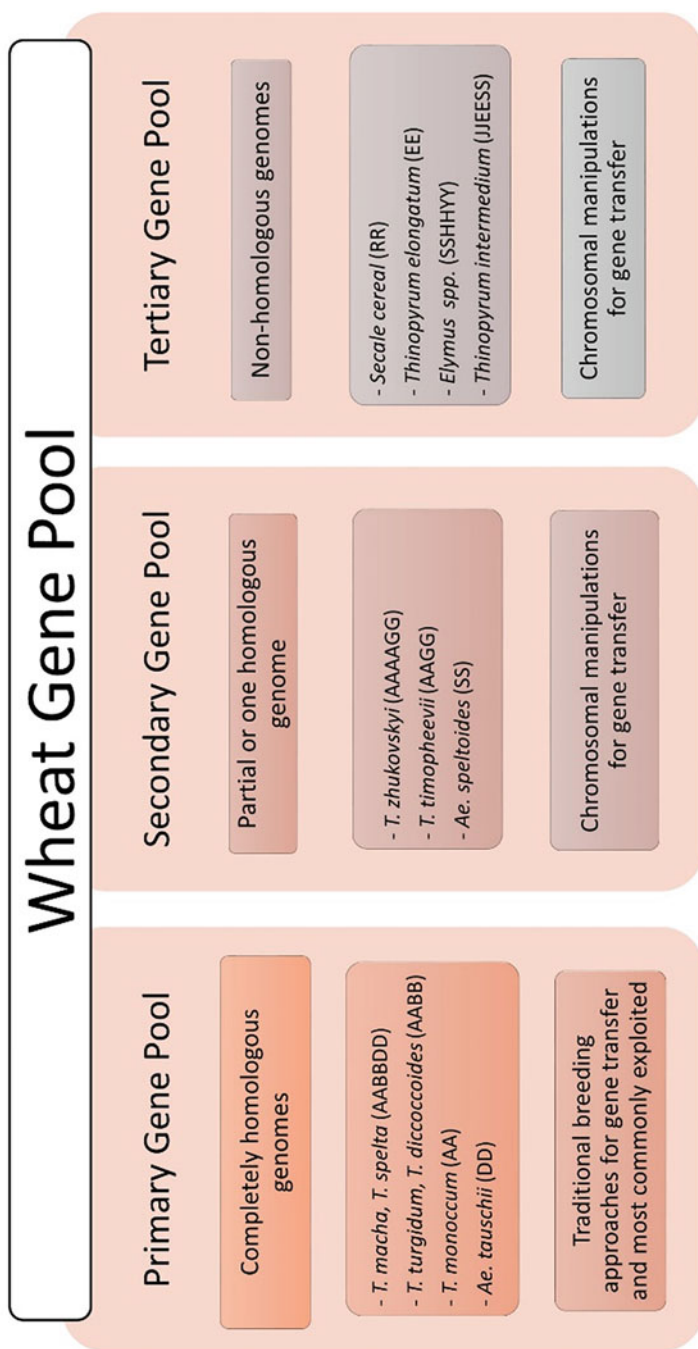 Wheat Gene Pool
Primary Gene Pool
Completely homologous
genomes
- T. macha, T. spelta (AABBDD)
- T. turgidum, T. diccoccoides (AABB)
- T. monoccum (AA)
- Ae. tauschii (DD)
Traditional breeding
approaches for gene transfer
and most commonly exploited
Secondary Gene Pool
Partial or one homologous
genome
- T. zhukovskyi (AAAAGG)
- T. timopheevii (AAGG)
- Ae. speltoides (SS)
Chromosomal manipulations
for gene transfer
Tertiary Gene Pool
Non-homologous genomes
- Secale cereal (RR)
- Thinopyrum elongatum (EE)
- Elymus spp. (SSHHYY)
- Thinopyrum intermedium (JJEESS)
Chromosomal manipulations
for gene transfer